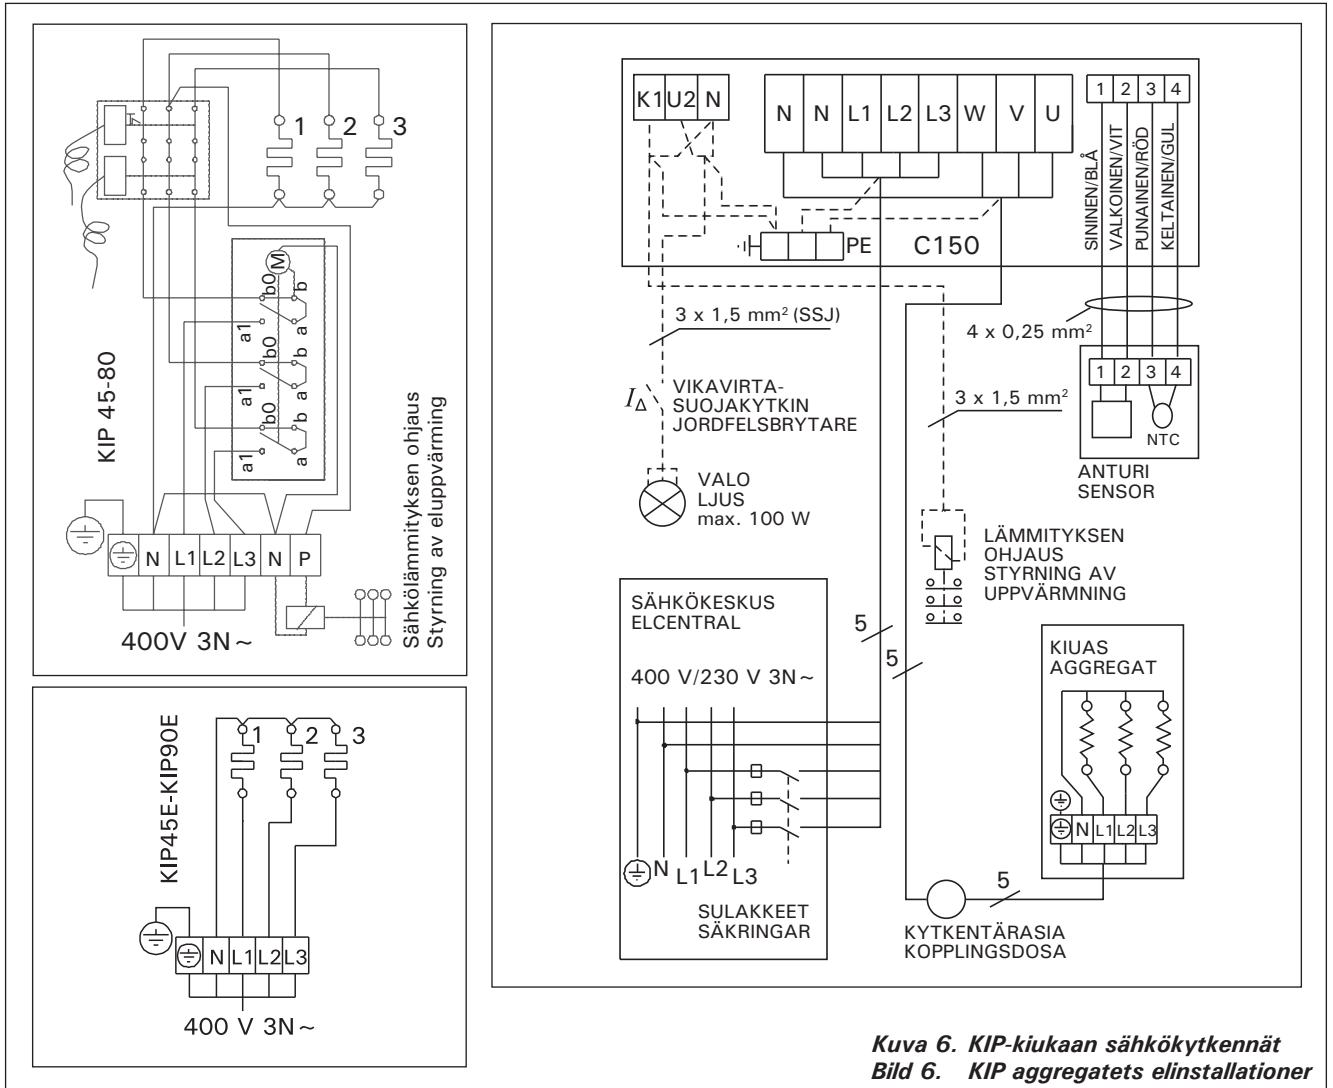 1 2 3
KIP 45-80
M
b0 b
a1 a
b0 b
a1 a
b0 b
a1 a
Sähkölämmityksen ohjaus
Styrning av eluppvärming
N L1 L2 L3 N P
400V 3N~
KIP45E-KIP90E
1 2 3
N L1 L2 L3
400 V 3N~
K1 U2 N
N N L1 L2 L3 W V U
1 2 3 4
SININEN/BLÅ
VALKOINEN/VIT
PUNAINEN/RÖD
KELTAINEN/GUL
PE
C150
3 x 1,5 mm² (SSJ)
4 x 0,25 mm²
1 2 3 4
NTC
ANTURI
SENSOR
I∆
VIKAVIRTA-
SUOJAKYTKIN
JORDFELSBRYTARE
3 x 1,5 mm²
VALO
LJUS
max. 100 W
LÄMMITYKSEN
OHJAUS
STYRNING AV
UPPVÄRMNING
SÄHKÖKESKUS
ELCENTRAL
400 V/230 V 3N~
5
5
N L1 L2 L3
SULAKKEET
SÄKRINGAR
KIUAS
AGGREGAT
N L1 L2 L3
5
KYTKENTÄRASIA
KOPPLINGSDOSA
Kuva 6. KIP-kiukaan sähkökytkennät
Bild 6. KIP aggregatets elinstallationer